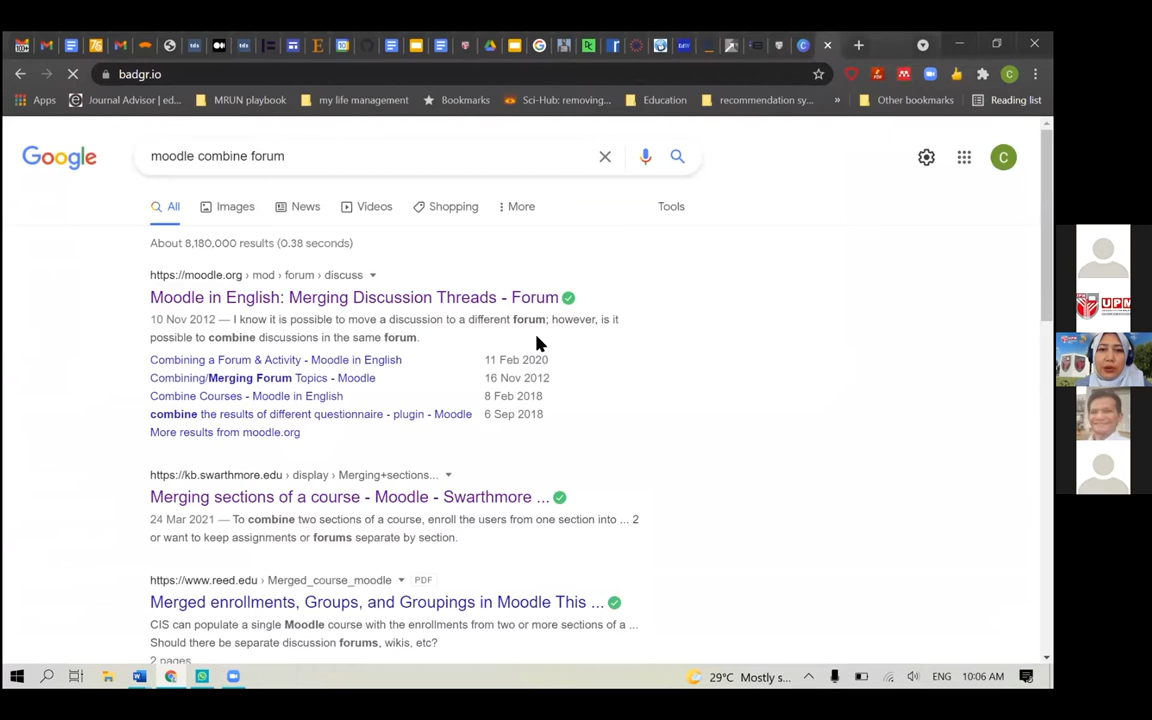 badgr.io
Apps
Journal Advisor | ed...
MRUN playbook
my life management
Bookmarks
Sci-Hub: removing...
Education
recommendation sy...
»
Other bookmarks
Reading list
Google
moodle combine forum
C
All
Images
News
Videos
Shopping
More
Tools
About 8,180,000 results (0.38 seconds)
https://moodle.org › mod › forum › discuss
Moodle in English: Merging Discussion Threads - Forum
10 Nov 2012 — I know it is possible to move a discussion to a different forum; however, is it
possible to combine discussions in the same forum.
Combining a Forum & Activity - Moodle in English 11 Feb 2020
Combining/Merging Forum Topics - Moodle 16 Nov 2012
Combine Courses - Moodle in English 8 Feb 2018
combine the results of different questionnaire - plugin - Moodle 6 Sep 2018
More results from moodle.org
https://kb.swarthmore.edu › display › Merging+sections...
Merging sections of a course - Moodle - Swarthmore ...
24 Mar 2021 — To combine two sections of a course, enroll the users from one section into ... 2
or want to keep assignments or forums separate by section.
https://www.reed.edu › Merged_course_moodle PDF
Merged enrollments, Groups, and Groupings in Moodle This ...
CIS can populate a single Moodle course with the enrollments from two or more sections of a ...
Should there be separate discussion forums, wikis, etc?
2 pages
29°C Mostly s...
ENG
10:06 AM
UPM